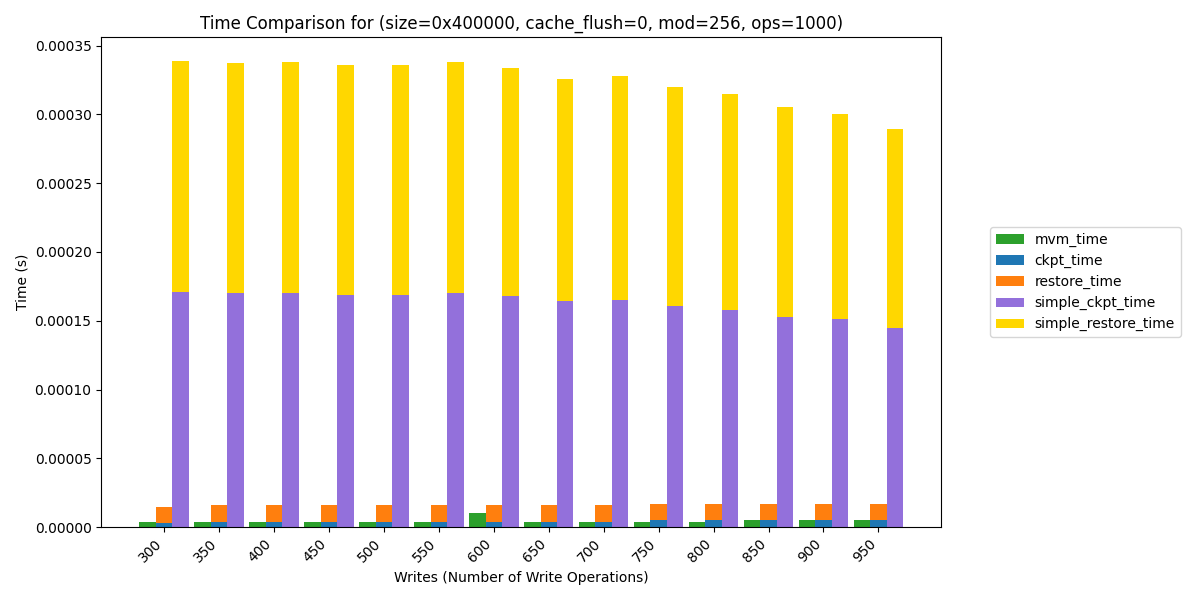 Time Comparison for (size=0x400000, cache_flush=0, mod=256, ops=1000)
Time (s)
0.00035
0.00030
0.00025
0.00020
0.00015
0.00010
0.00005
0.00000
300
350
400
450
500
550
600
650
700
750
800
850
900
950
Writes (Number of Write Operations)
mvm_time
ckpt_time
restore_time
simple_ckpt_time
simple_restore_time